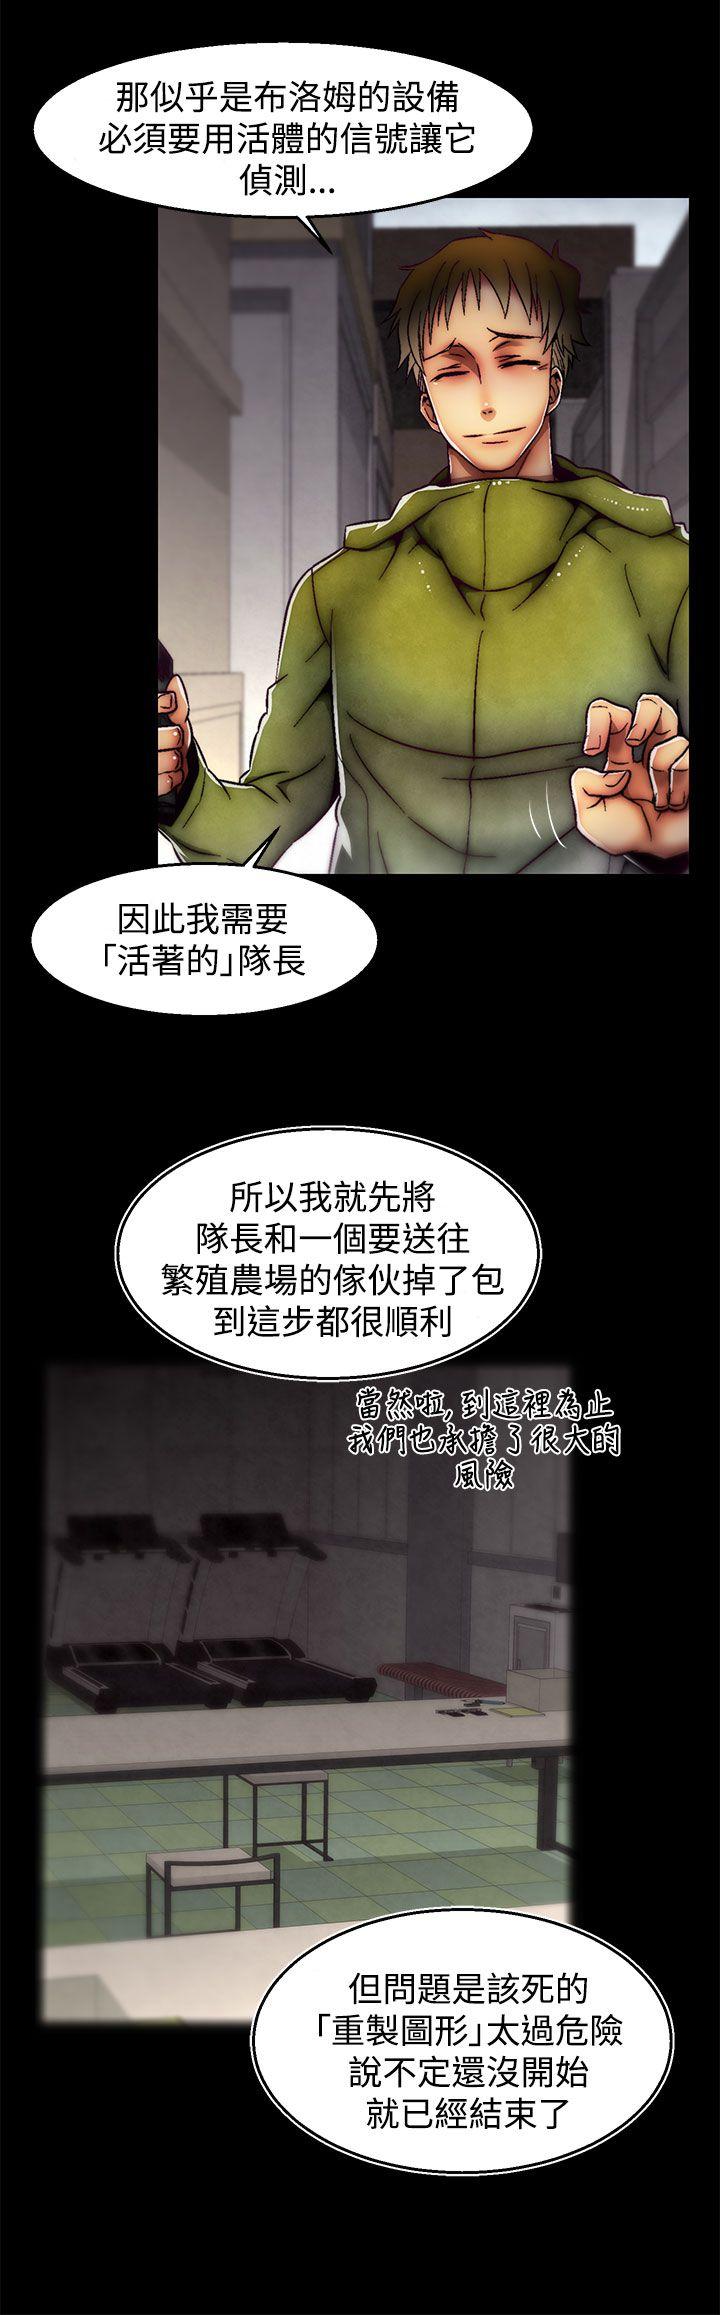 那似乎是布洛姆的設備
必須要用活體的信號讓它
偵測...
因此我需要
「活著的」隊長
所以我就先將
隊長和一個要送往
繁殖農場的傢伙掉了包
到這步都很順利
當然啦,到這裡為止
我們也承擔了很大的
風險
但問題是該死的
「重製圖形」太過危險
說不定還沒開始
就已經結束了